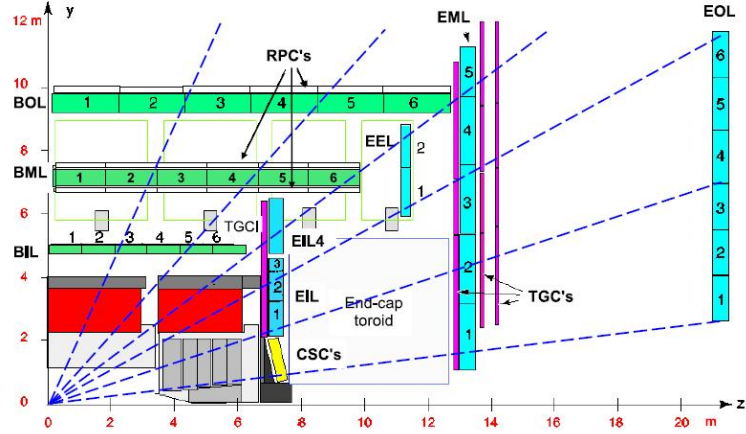 12 m
y
EML
EOL
RPC's
10
BOL
1 2 3 4 5 6
8
EEL
2
1
BML
1 2 3 4 5 6
6
TGCI
BIL
1 2 3 4 5 6
EIL4
4
EIL
3
2
1
End-cap
toroid
TGC's
2
CSC's
5
4
3
2
1
6
5
4
3
2
1
0
z
0 2 4 6 8 10 12 14 16 18 20 m